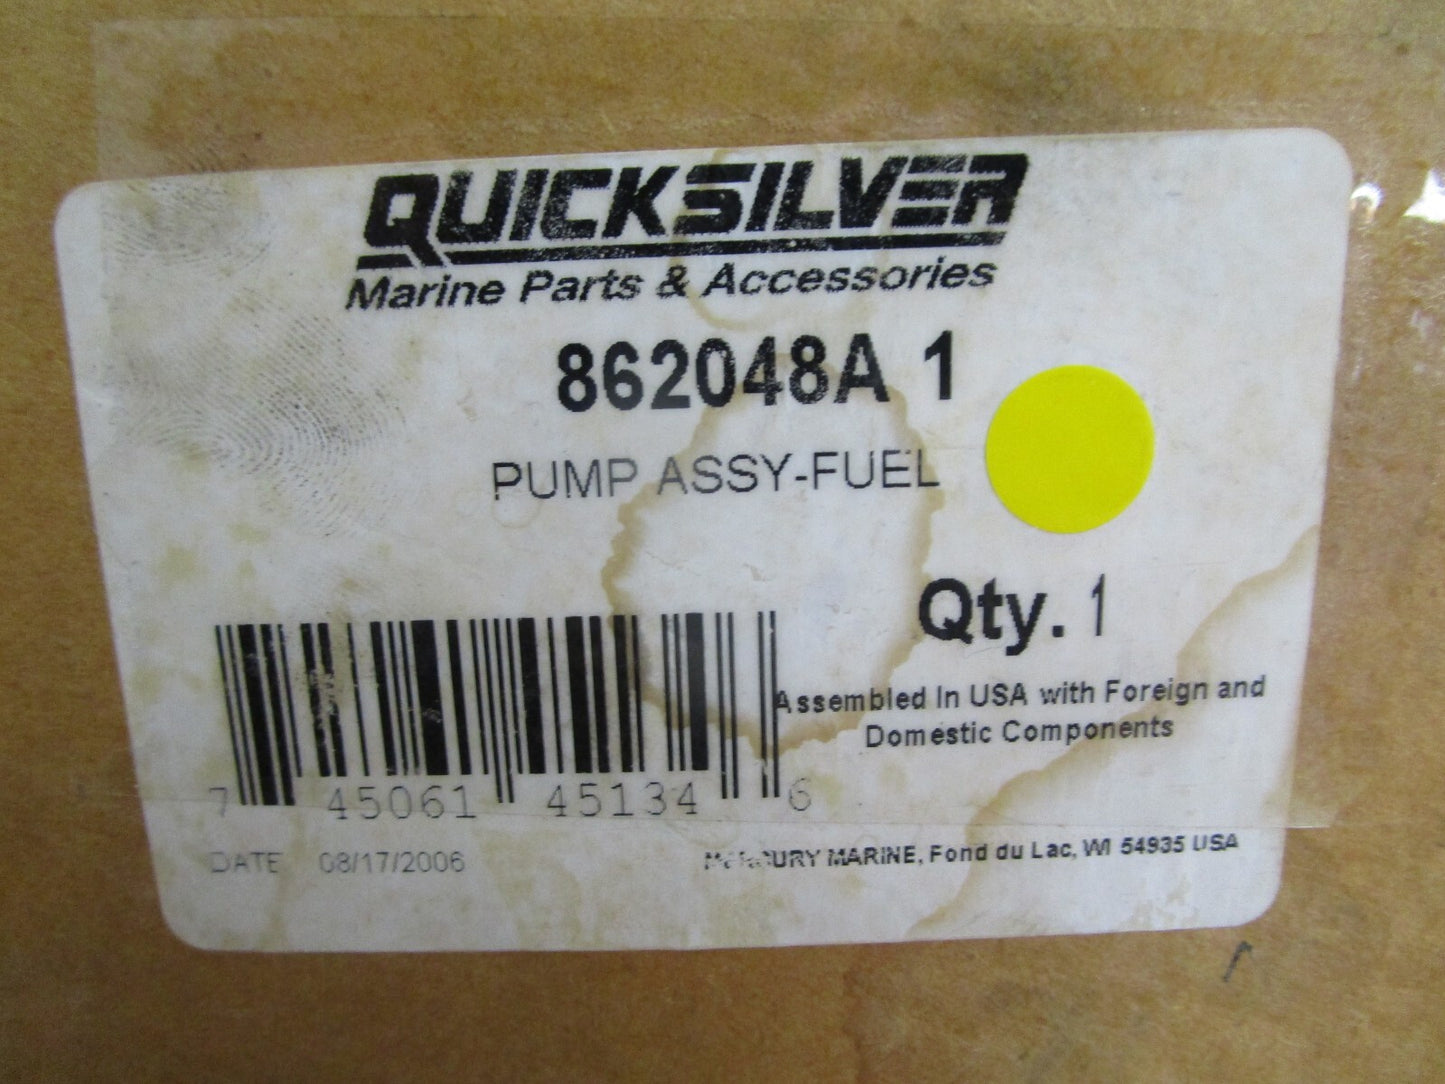 QUICKSILVER
Marine Parts & Accessories
862048A 1
PUMP ASSY-FUEL
Qty. 1
Assembled In USA with Foreign and
Domestic Components
7 45061 45134 6
DATE 08/17/2006
MERCURY MARINE, Fond du Lac, WI 54935 USA